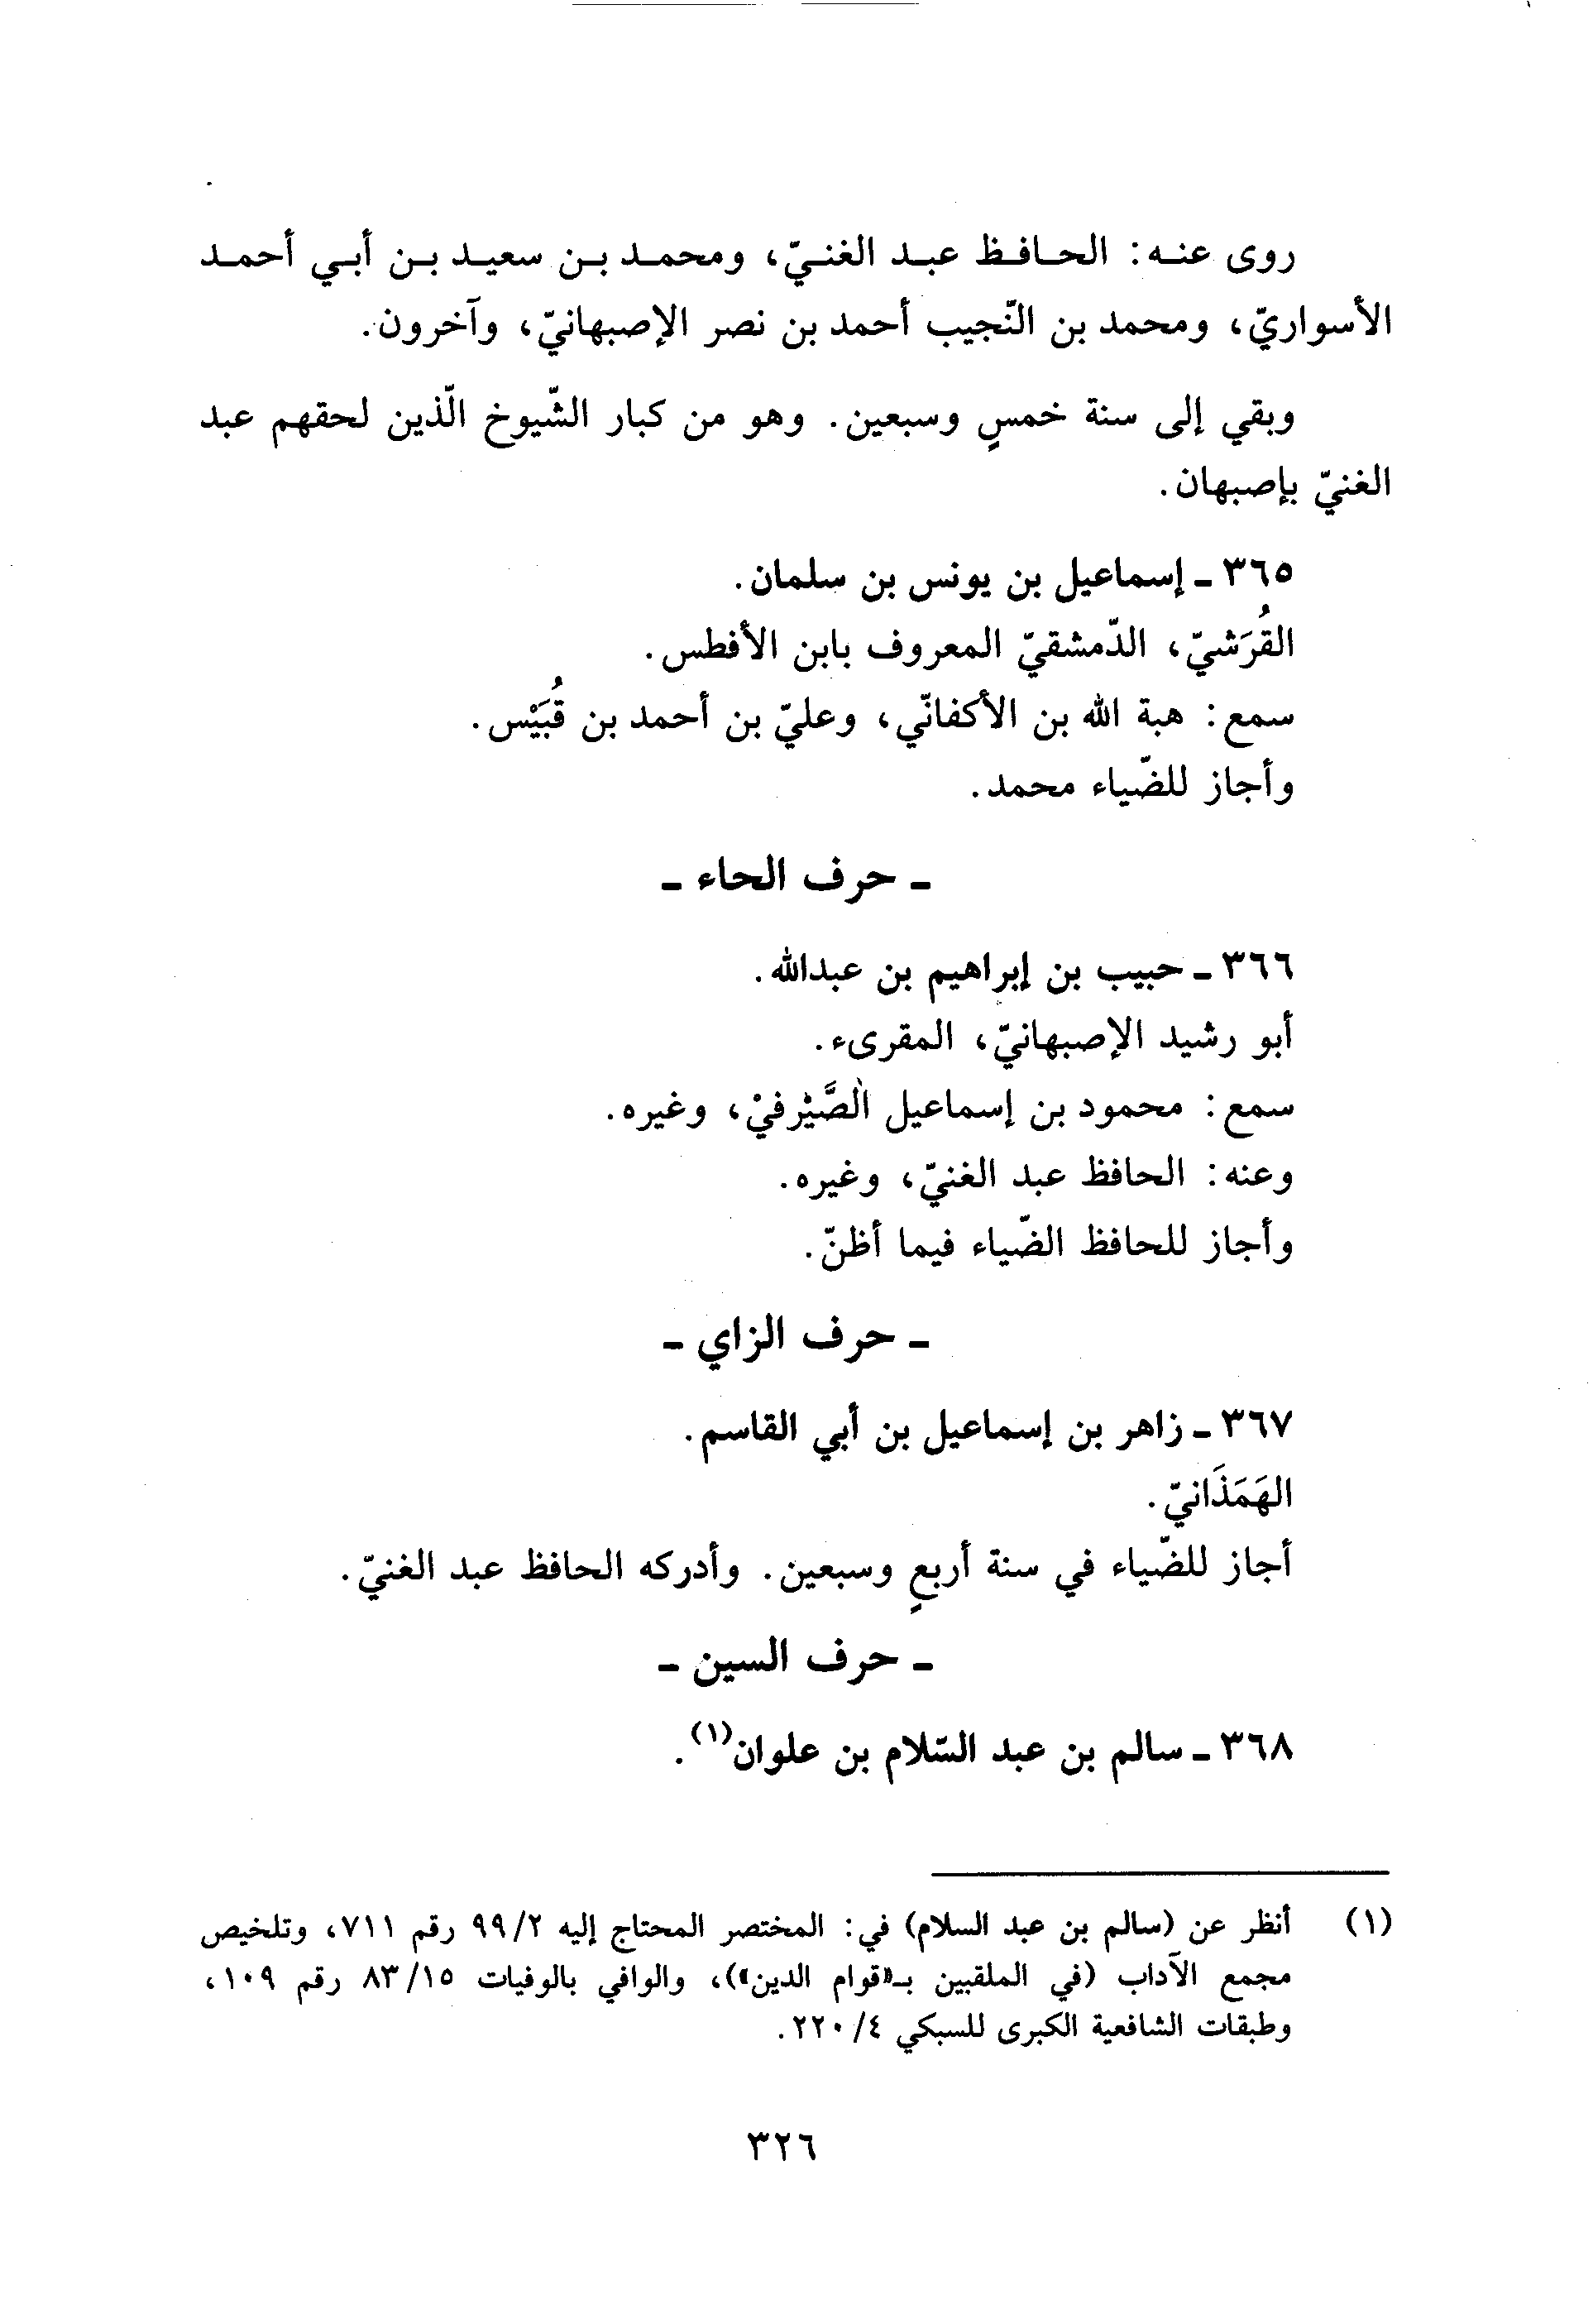 روى عنه: الحافظ عبد الغنيّ، ومحمد بن سعيد بن أبي أحمد
الأسواريّ، ومحمد بن النّجيب أحمد بن نصر الإصبهانيّ، وآخرون.
وبقي إلى سنة خمسٍ وسبعين. وهو من كبار الشّيوخ الّذين لحقهم عبد
الغنيّ بإصبهان.
٣٦٥ ـ إسماعيل بن يونس بن سلمان.
القُرَشيّ، الدّمشقيّ المعروف بابن الأفطس.
سمع: هبة الله بن الأكفانّي، وعليّ بن أحمد بن قُبَيْس.
وأجاز للضّياء محمد.
ـ حرف الحاء ـ
٣٦٦ ـ حبيب بن إبراهيم بن عبدالله.
أبو رشيد الإصبهانيّ، المقرىء.
سمع: محمود بن إسماعيل الصَّيْرفيْ، وغيره.
وعنه: الحافظ عبد الغنيّ، وغيره.
وأجاز للحافظ الضّياء فيما أظنّ.
ـ حرف الزاي ـ
٣٦٧ ـ زاهر بن إسماعيل بن أبي القاسم.
الهَمَذَانيّ.
أجاز للضّياء في سنة أربعٍ وسبعين. وأدركه الحافظ عبد الغنيّ.
ـ حرف السين ـ
٣٦٨ ـ سالم بن عبد السّلام بن علوان(١).
(١) أنظر عن (سالم بن عبد السلام) في: المختصر المحتاج إليه ٩٩/٢ رقم ٧١١، وتلخيص
مجمع الآداب (في الملقبين بـ«قوام الدين»)، والوافي بالوفيات ٨٣/١٥ رقم ١٠٩،
وطبقات الشافعية الكبرى للسبكي ٢٢٠/٤.
٣٢٦